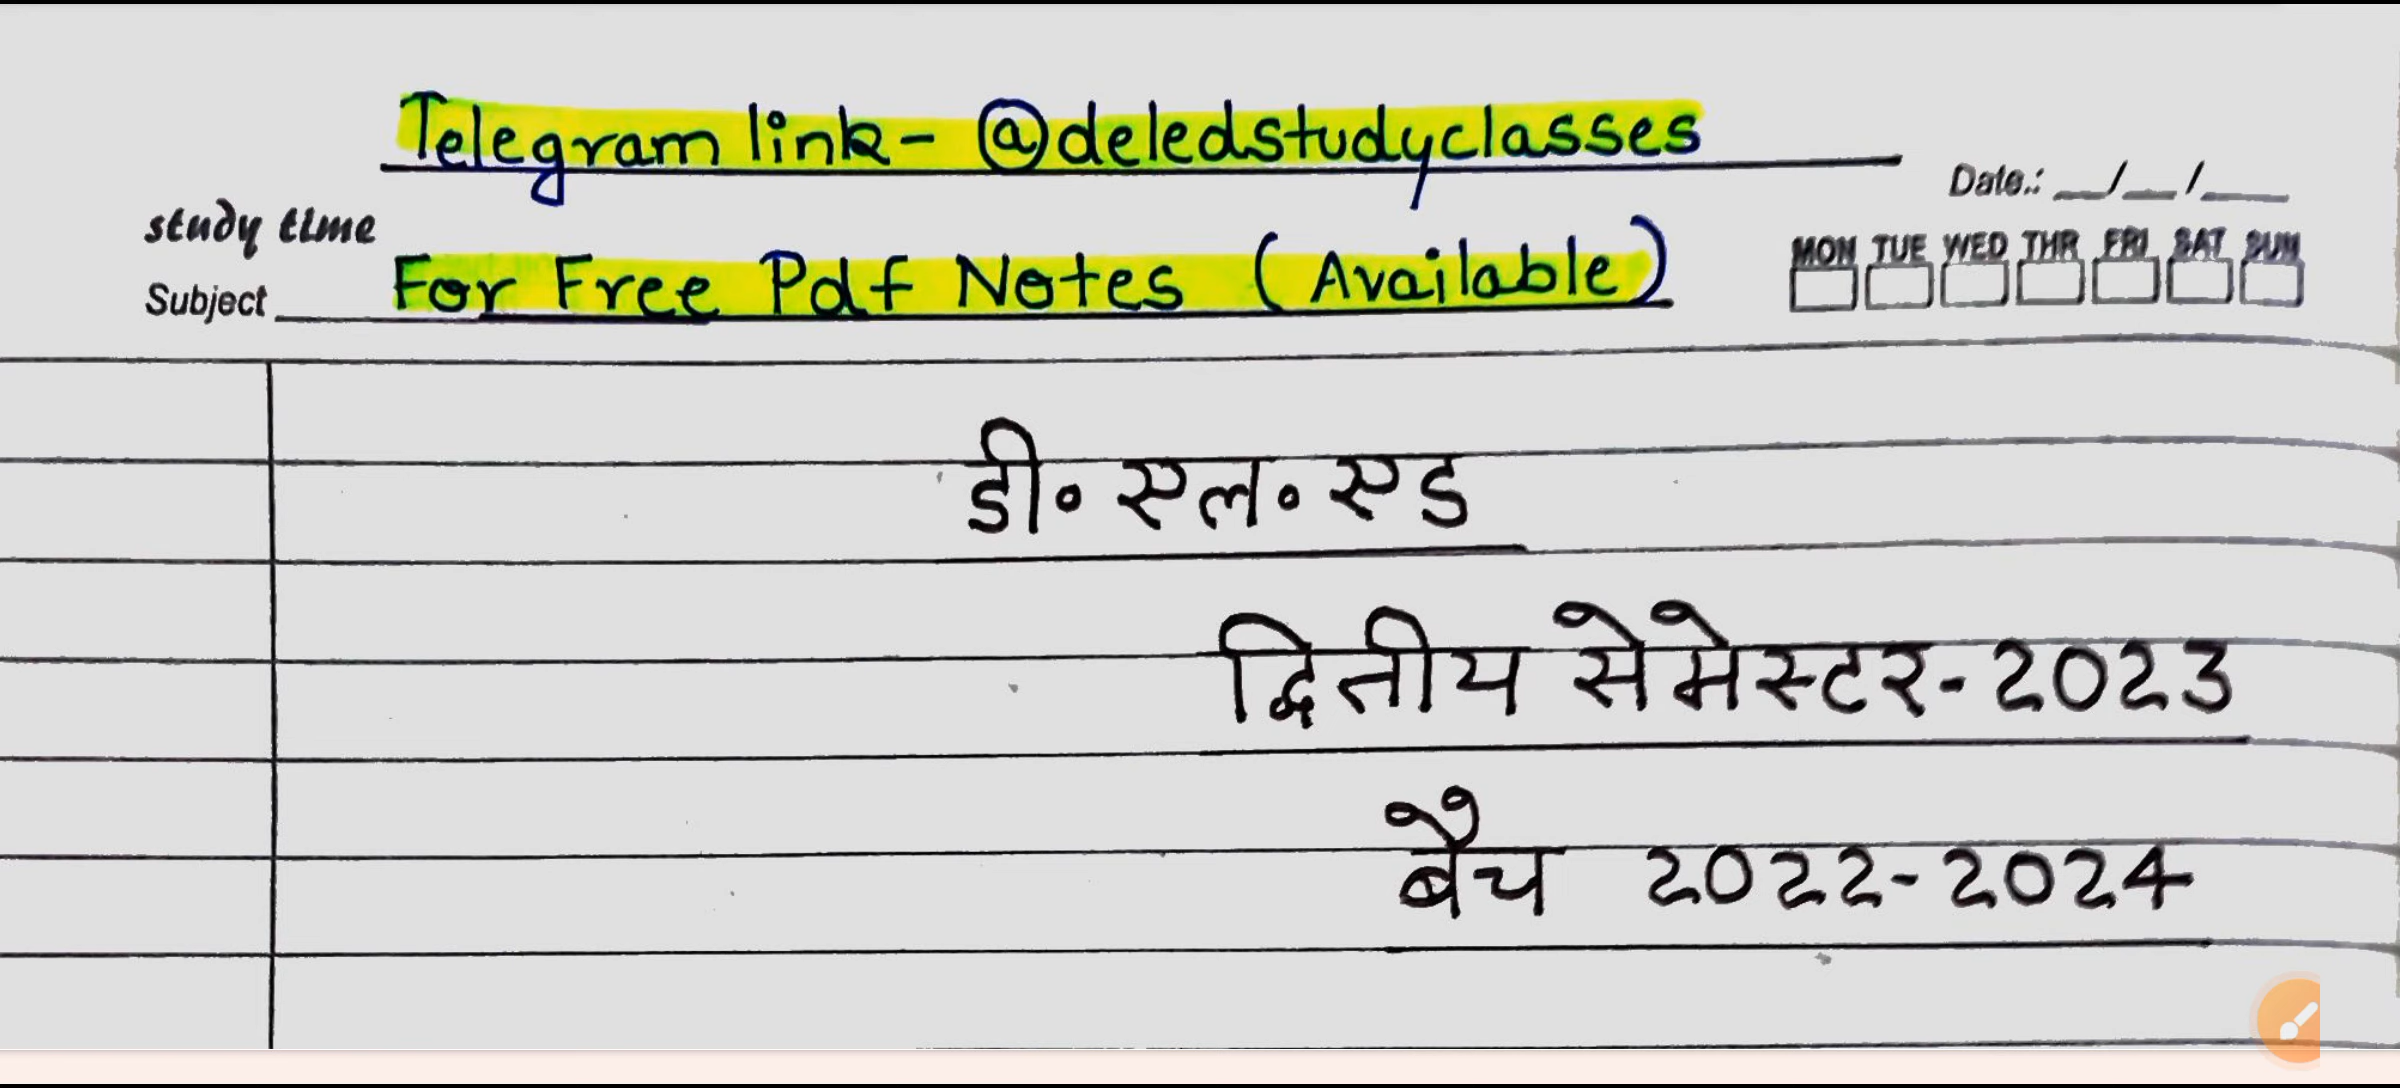 Telegram link- @deledstudyclasses
Date.: __/__/___
study time
MON TUE WED THR FRI SAT SUN
Subject For Free Pdf Notes (Available)
डी॰ एल॰ एड
द्वितीय सेमेस्टर-2023
बैच 2022-2024